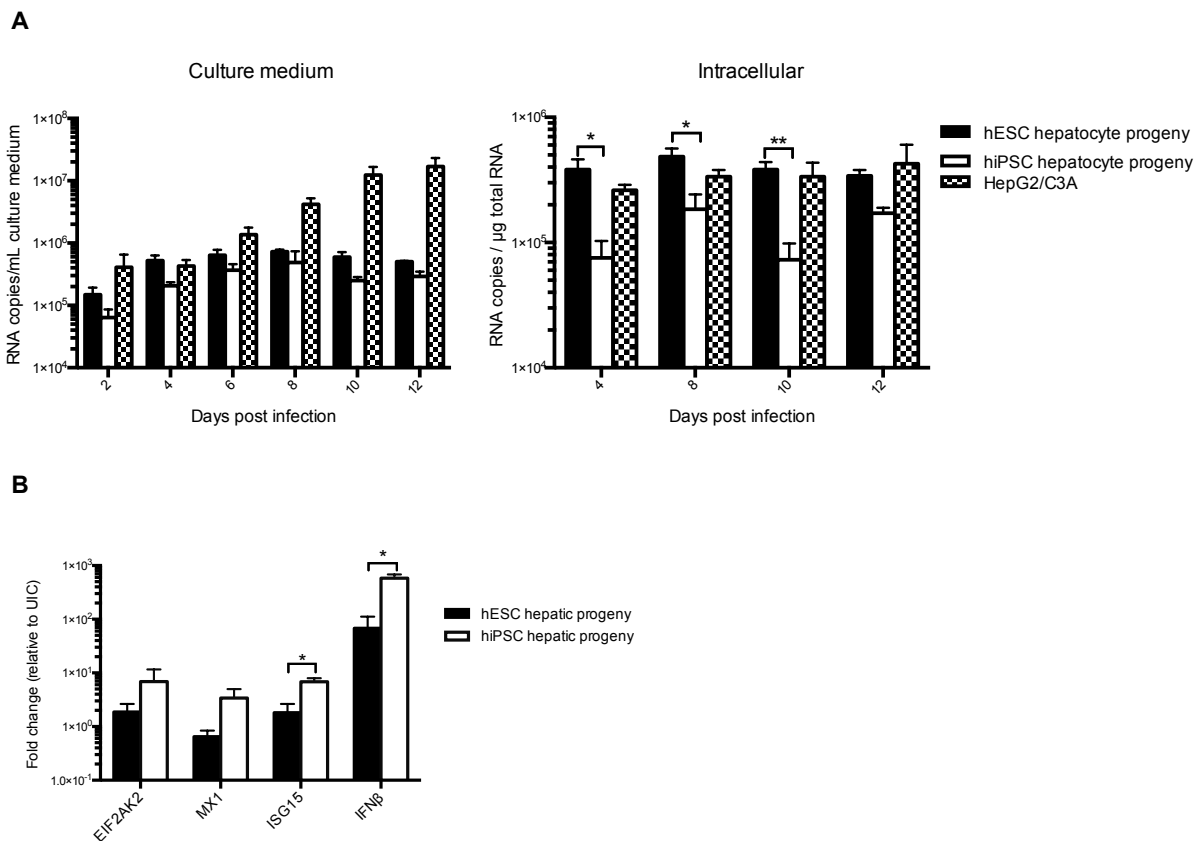 A
Culture medium
RNA copies/mL culture medium
1×10⁸
1×10⁷
1×10⁶
1×10⁵
1×10⁴
2
4
6
8
10
12
Days post infection
Intracellular
RNA copies / µg total RNA
1×10⁶
1×10⁵
1×10⁴
*
*
**
4
8
10
12
Days post infection
hESC hepatocyte progeny
hiPSC hepatocyte progeny
HepG2/C3A
B
Fold change (relative to UIC)
1×10³
1×10²
1×10¹
1×10⁰
1.0×10⁻¹
*
*
EIF2AK2
MX1
ISG15
IFNβ
hESC hepatic progeny
hiPSC hepatic progeny